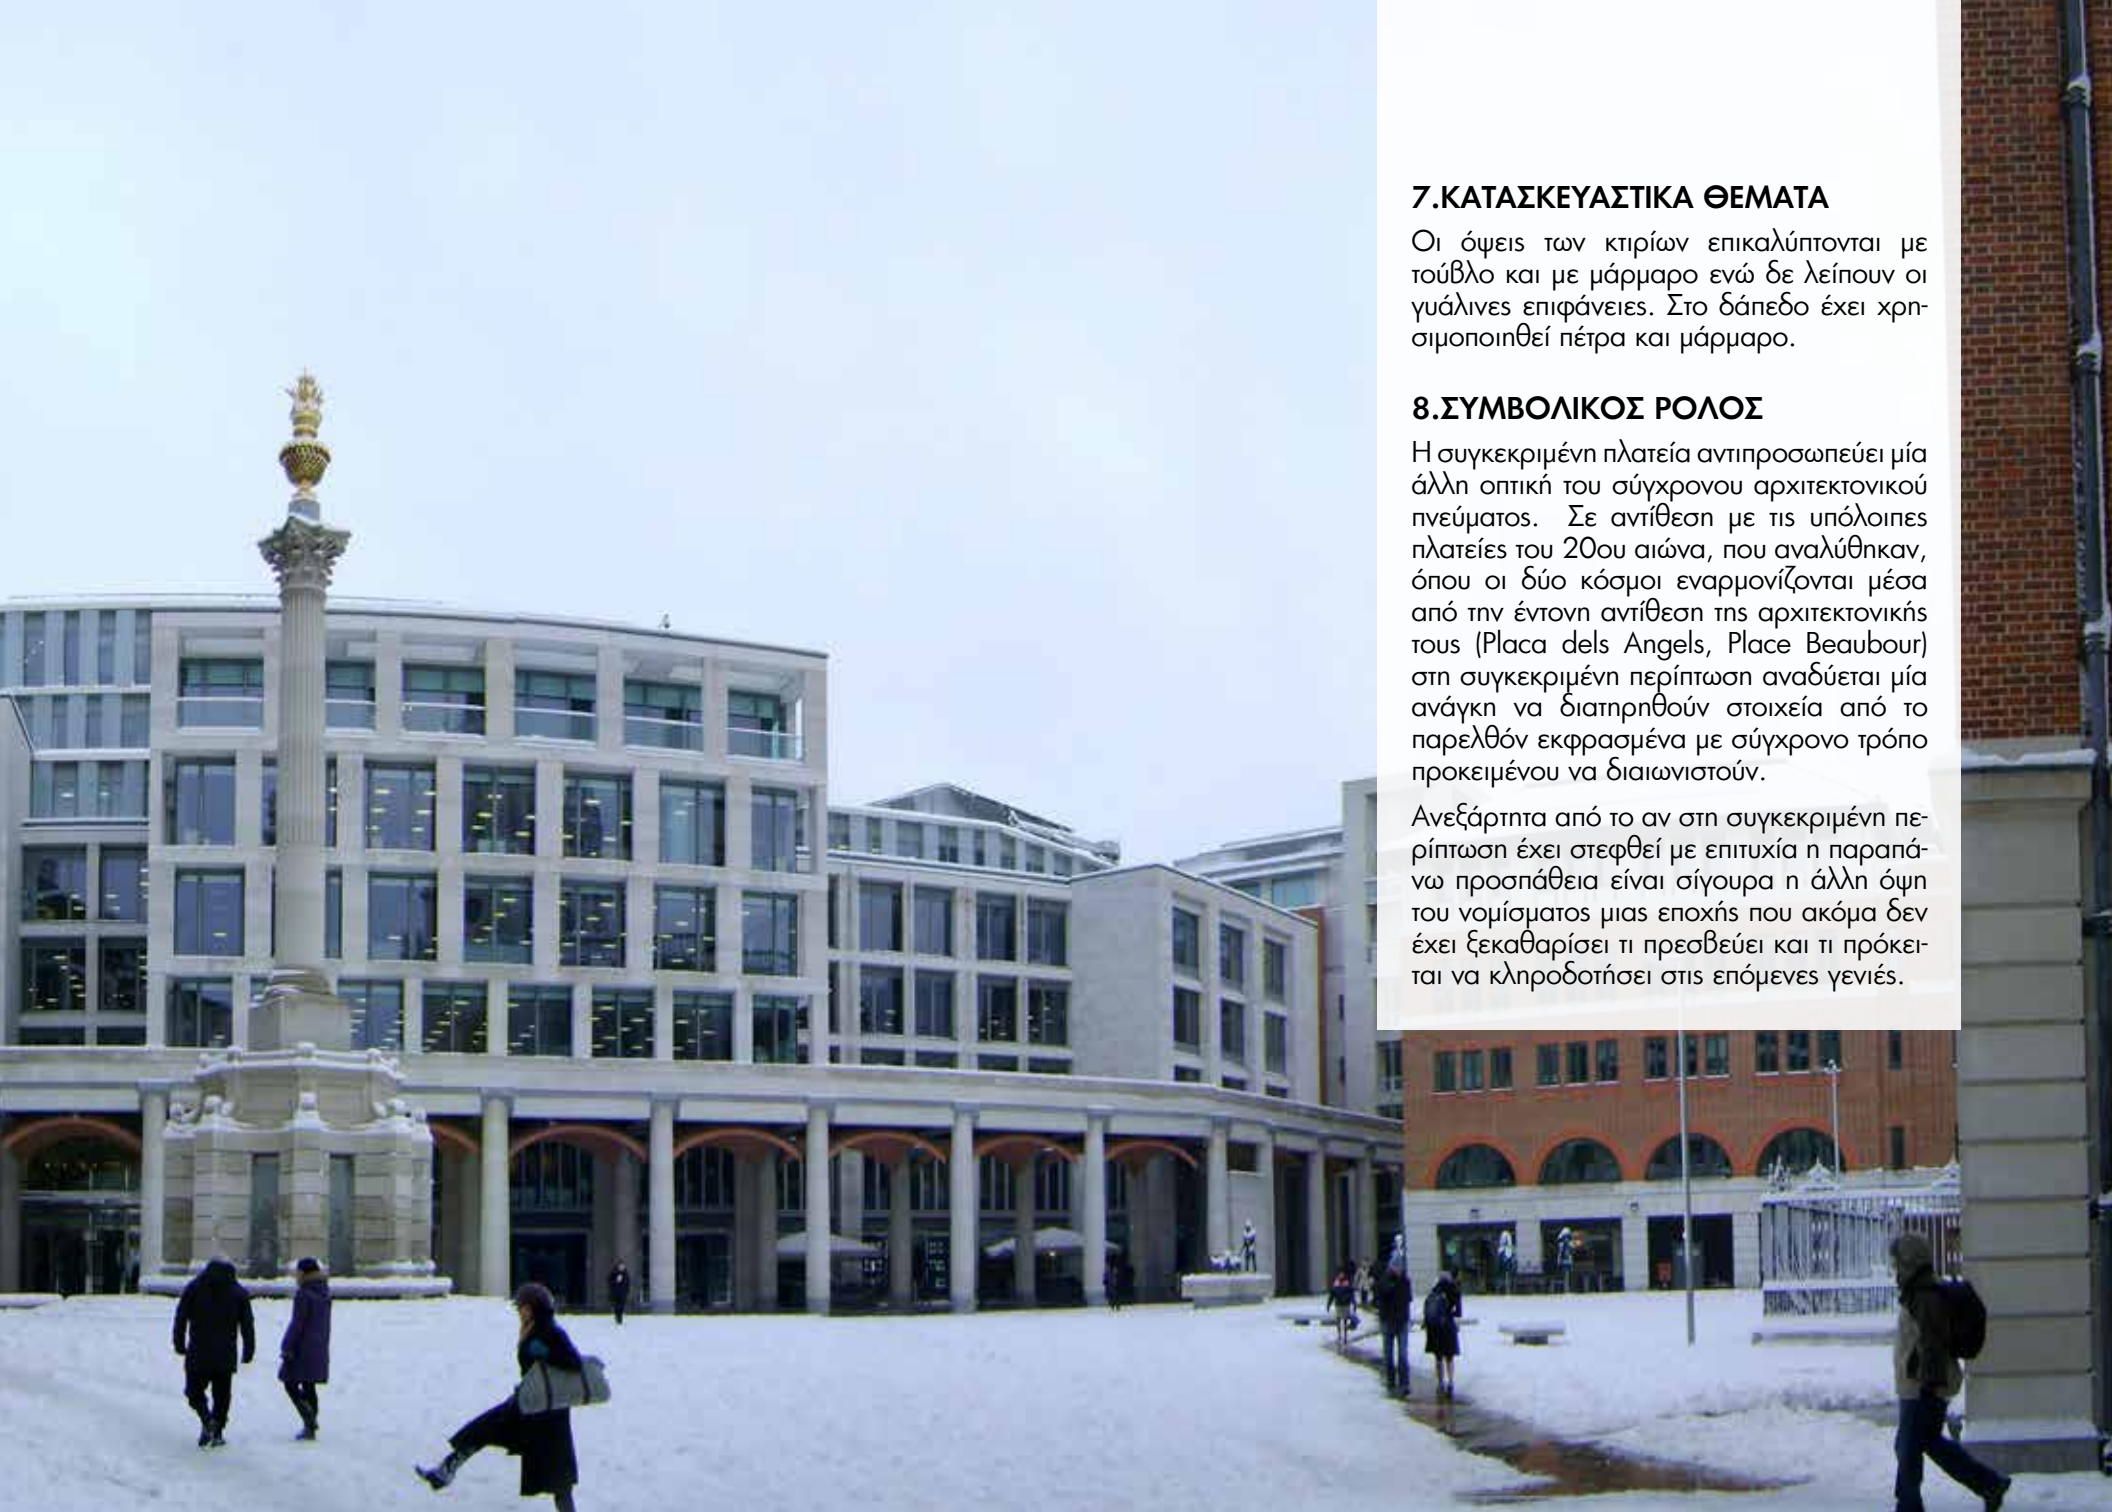 7.ΚΑΤΑΣΚΕΥΑΣΤΙΚΑ ΘΕΜΑΤΑ
Οι όψεις των κτιρίων επικαλύπτονται με
τούβλο και με μάρμαρο ενώ δε λείπουν οι
γυάλινες επιφάνειες. Στο δάπεδο έχει χρη-
σιμοποιηθεί πέτρα και μάρμαρο.
8.ΣΥΜΒΟΛΙΚΟΣ ΡΟΛΟΣ
Η συγκεκριμένη πλατεία αντιπροσωπεύει μία
άλλη οπτική του σύγχρονου αρχιτεκτονικού
πνεύματος. Σε αντίθεση με τις υπόλοιπες
πλατείες του 20ου αιώνα, που αναλύθηκαν,
όπου οι δύο κόσμοι εναρμονίζονται μέσα
από την έντονη αντίθεση της αρχιτεκτονικής
τους (Placa dels Angels, Place Beaubour)
στη συγκεκριμένη περίπτωση αναδύεται μία
ανάγκη να διατηρηθούν στοιχεία από το
παρελθόν εκφρασμένα με σύγχρονο τρόπο
προκειμένου να διαιωνιστούν.
Ανεξάρτητα από το αν στη συγκεκριμένη πε-
ρίπτωση έχει στεφθεί με επιτυχία η παραπά-
νω προσπάθεια είναι σίγουρα η άλλη όψη
του νομίσματος μιας εποχής που ακόμα δεν
έχει ξεκαθαρίσει τι πρεσβεύει και τι πρόκει-
ται να κληροδοτήσει στις επόμενες γενιές.